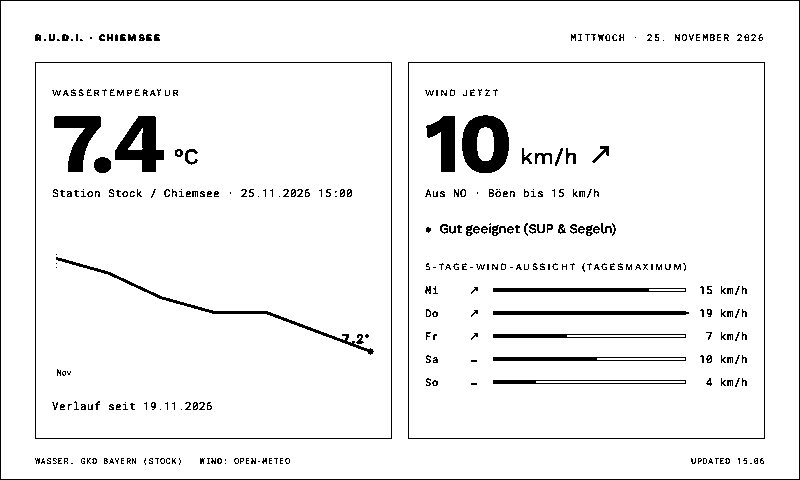 R.U.D.I. · CHIEMSEE
MITTWOCH · 25. NOVEMBER 2026
WASSERTEMPERATUR
7.4 °C
Station Stock / Chiemsee · 25.11.2026 15:00
7.2°
Nov
Verlauf seit 19.11.2026
WIND JETZT
10 km/h ↗
Aus NO · Böen bis 15 km/h
• Gut geeignet (SUP & Segeln)
5-TAGE-WIND-AUSSICHT (TAGESMAXIMUM)
Mi ↗ 15 km/h
Do ↗ 19 km/h
Fr ↗ 7 km/h
Sa – 10 km/h
So – 4 km/h
WASSER: GKD BAYERN (STOCK) WIND: OPEN-METEO
UPDATED 15:06